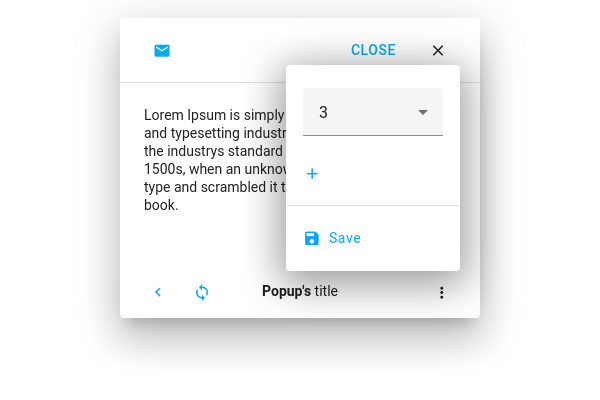 CLOSE
Lorem Ipsum is simply
and typesetting industr
the industrys standard
1500s, when an unknow
type and scrambled it t
book.
3
+
Save
Popup's title